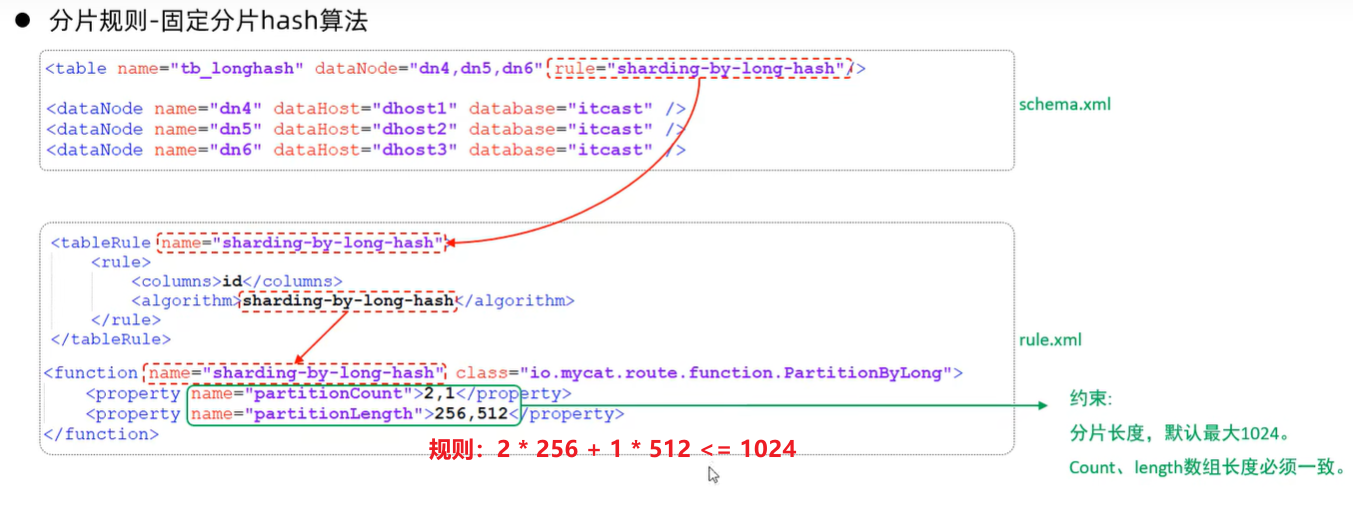 ● 分片规则-固定分片hash算法
<table name="tb_longhash" dataNode="dn4,dn5,dn6" rule="sharding-by-long-hash"/>
<dataNode name="dn4" dataHost="dhost1" database="itcast" />
<dataNode name="dn5" dataHost="dhost2" database="itcast" />
<dataNode name="dn6" dataHost="dhost3" database="itcast" />
schema.xml
<tableRule name="sharding-by-long-hash">
<rule>
<columns>id</columns>
<algorithm>sharding-by-long-hash</algorithm>
</rule>
</tableRule>
<function name="sharding-by-long-hash" class="io.mycat.route.function.PartitionByLong">
<property name="partitionCount">2,1</property>
<property name="partitionLength">256,512</property>
</function>
规则：2 * 256 + 1 * 512 <= 1024
rule.xml
约束:
分片长度，默认最大1024。
Count、length数组长度必须一致。